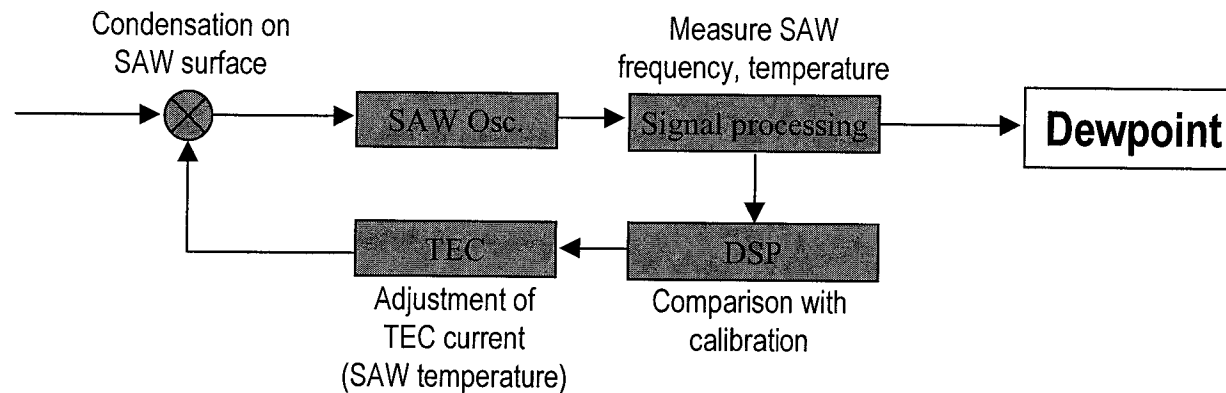 Condensation on
SAW surface
Measure SAW
frequency, temperature
SAW Osc.
Signal processing
Dewpoint
TEC
DSP
Adjustment of
TEC current
(SAW temperature)
Comparison with
calibration